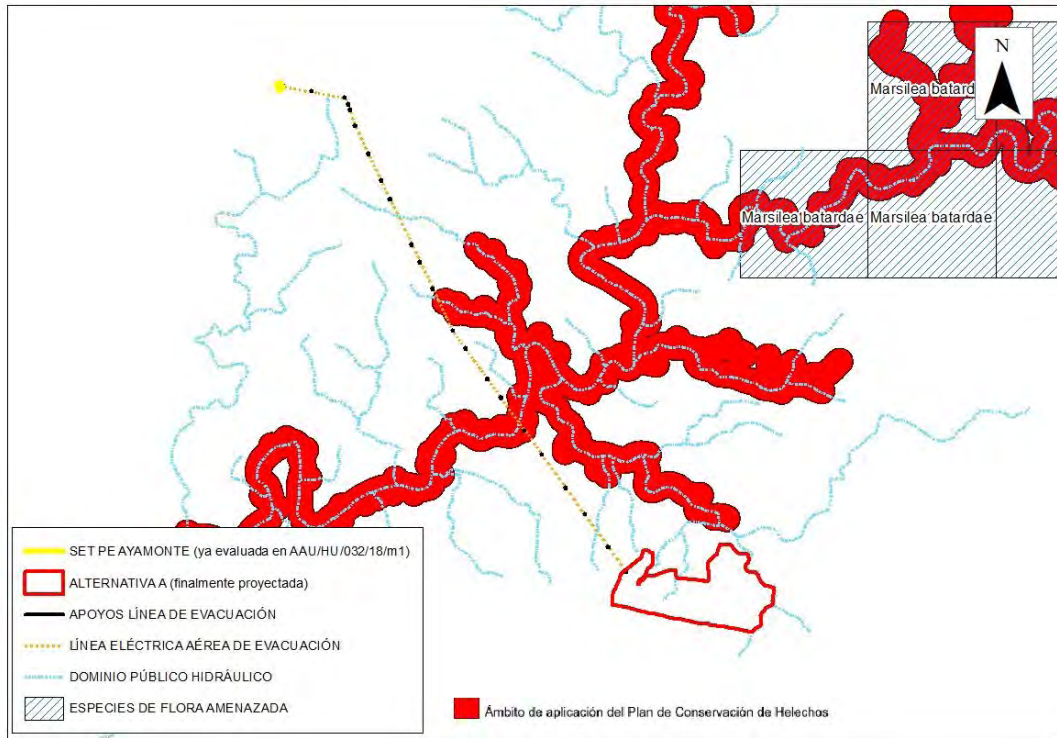 N
Marsilea batard
Marsilea batardae
Marsilea batardae
SET PE AYAMONTE (ya evaluada en AAU/HU/032/18/m1)
ALTERNATIVA A (finalmente proyectada)
APOYOS LÍNEA DE EVACUACIÓN
LÍNEA ELÉCTRICA AÉREA DE EVACUACIÓN
DOMINIO PÚBLICO HIDRÁULICO
ESPECIES DE FLORA AMENAZADA
Ámbito de aplicación del Plan de Conservación de Helechos